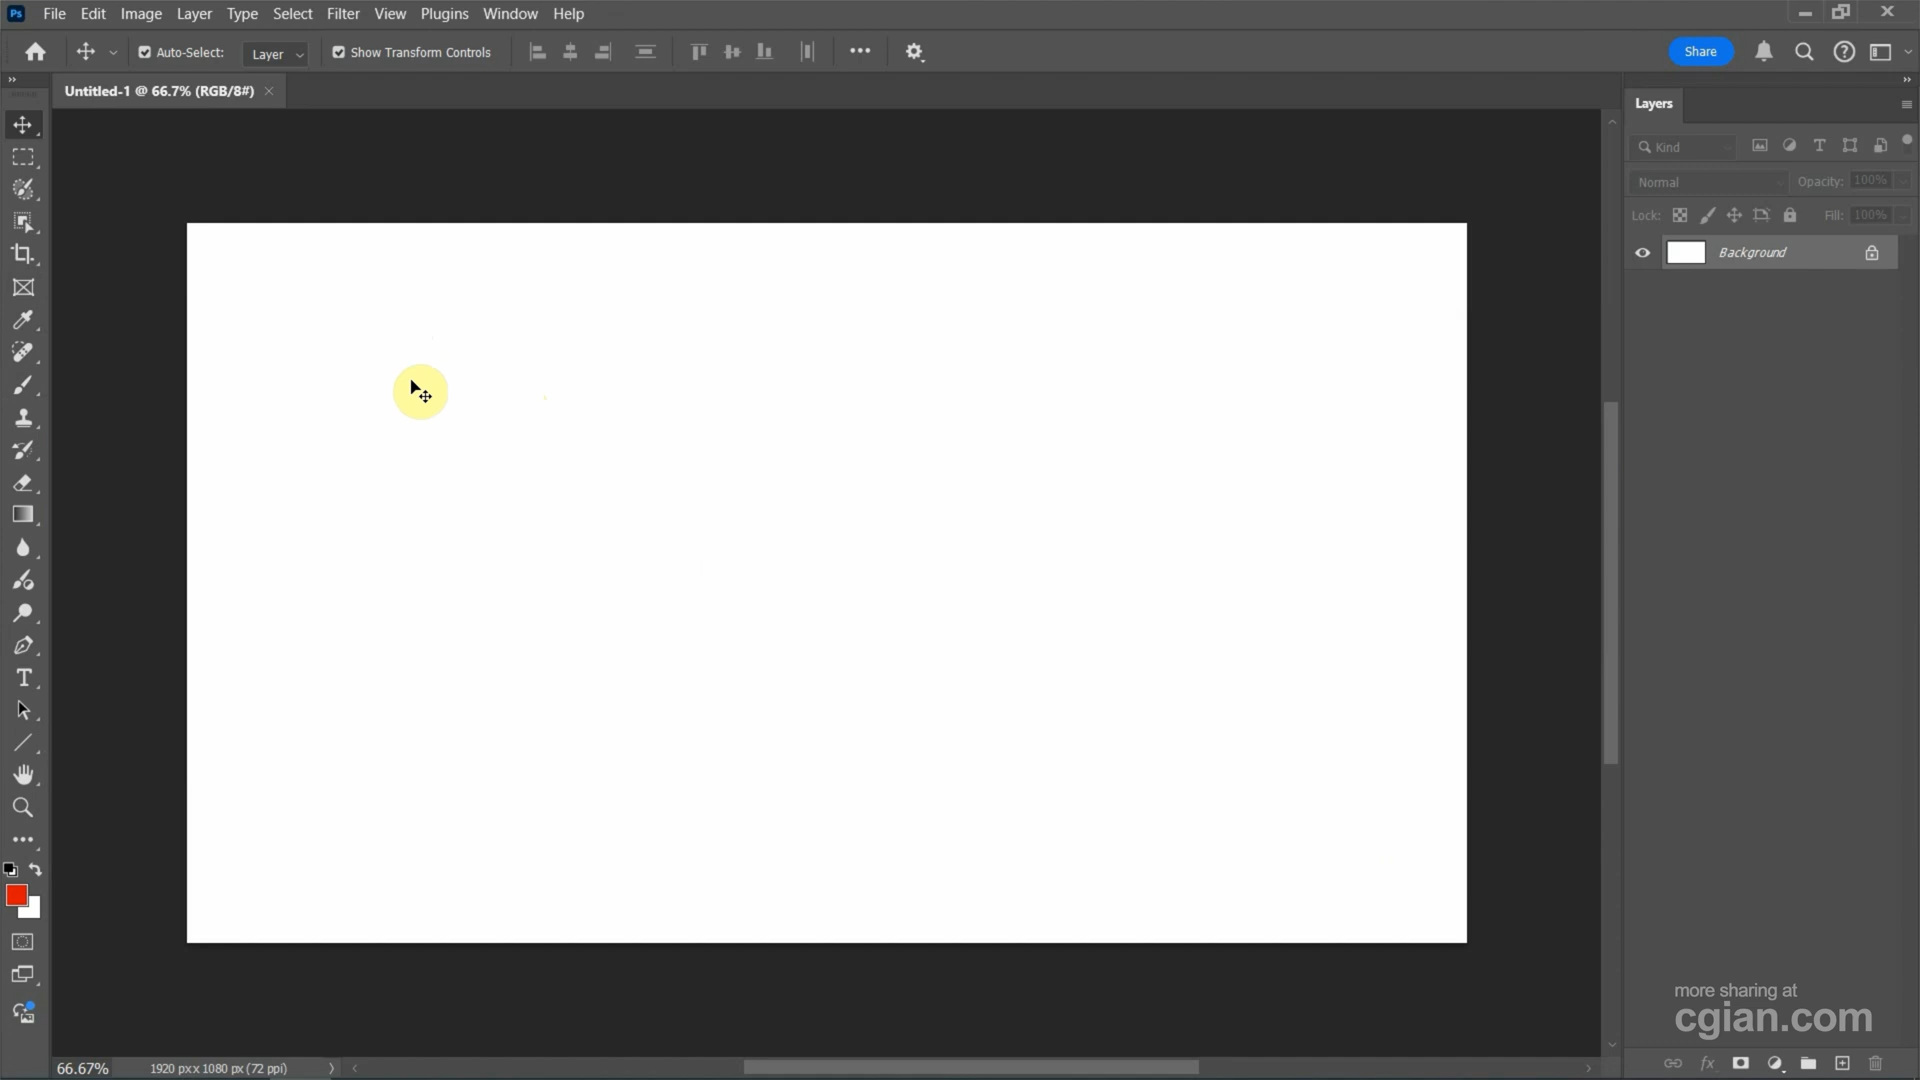 Ps File Edit Image Layer Type Select Filter View Plugins Window Help
Auto-Select: Layer Show Transform Controls Share
Untitled-1 @ 66.7% (RGB/8#)
Layers
Kind
Normal Opacity: 100%
Lock: Fill: 100%
Background
more sharing at
cgian.com
fx
66.67% 1920 px x 1080 px (72 ppi)